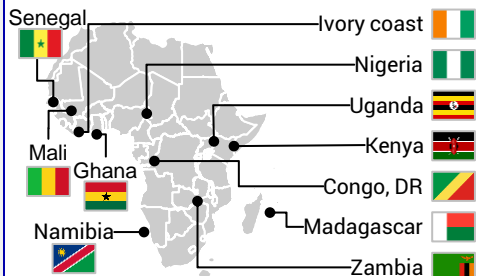 Senegal
Ivory coast
Nigeria
Uganda
Mali
Kenya
Ghana
Congo, DR
Madagascar
Namibia
Zambia